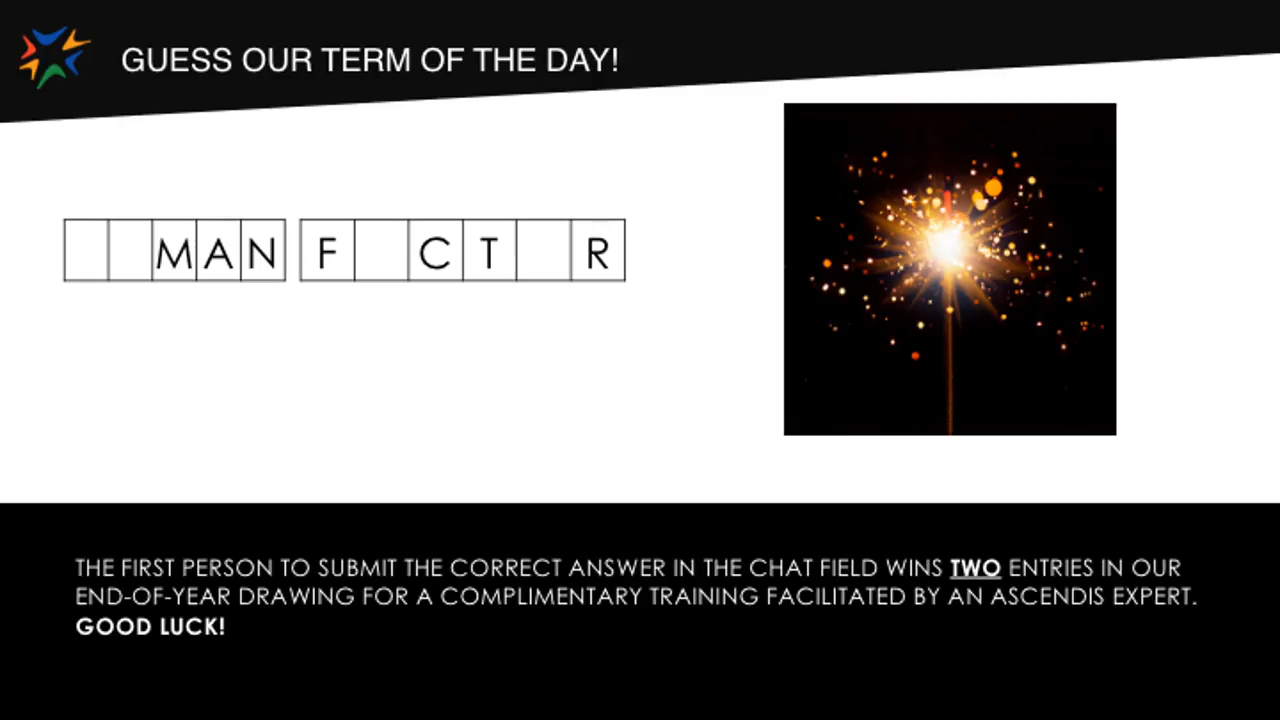 GUESS OUR TERM OF THE DAY!
MAN F CT R
THE FIRST PERSON TO SUBMIT THE CORRECT ANSWER IN THE CHAT FIELD WINS TWO ENTRIES IN OUR
END-OF-YEAR DRAWING FOR A COMPLIMENTARY TRAINING FACILITATED BY AN ASCENDIS EXPERT.
GOOD LUCK!